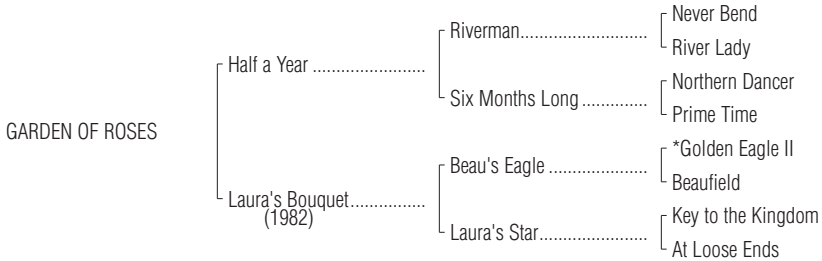 Never Bend
Riverman
River Lady
Half a Year
Northern Dancer
Six Months Long
Prime Time
GARDEN OF ROSES
*Golden Eagle II
Beau's Eagle
Beaufield
Laura's Bouquet
(1982)
Key to the Kingdom
Laura's Star
At Loose Ends